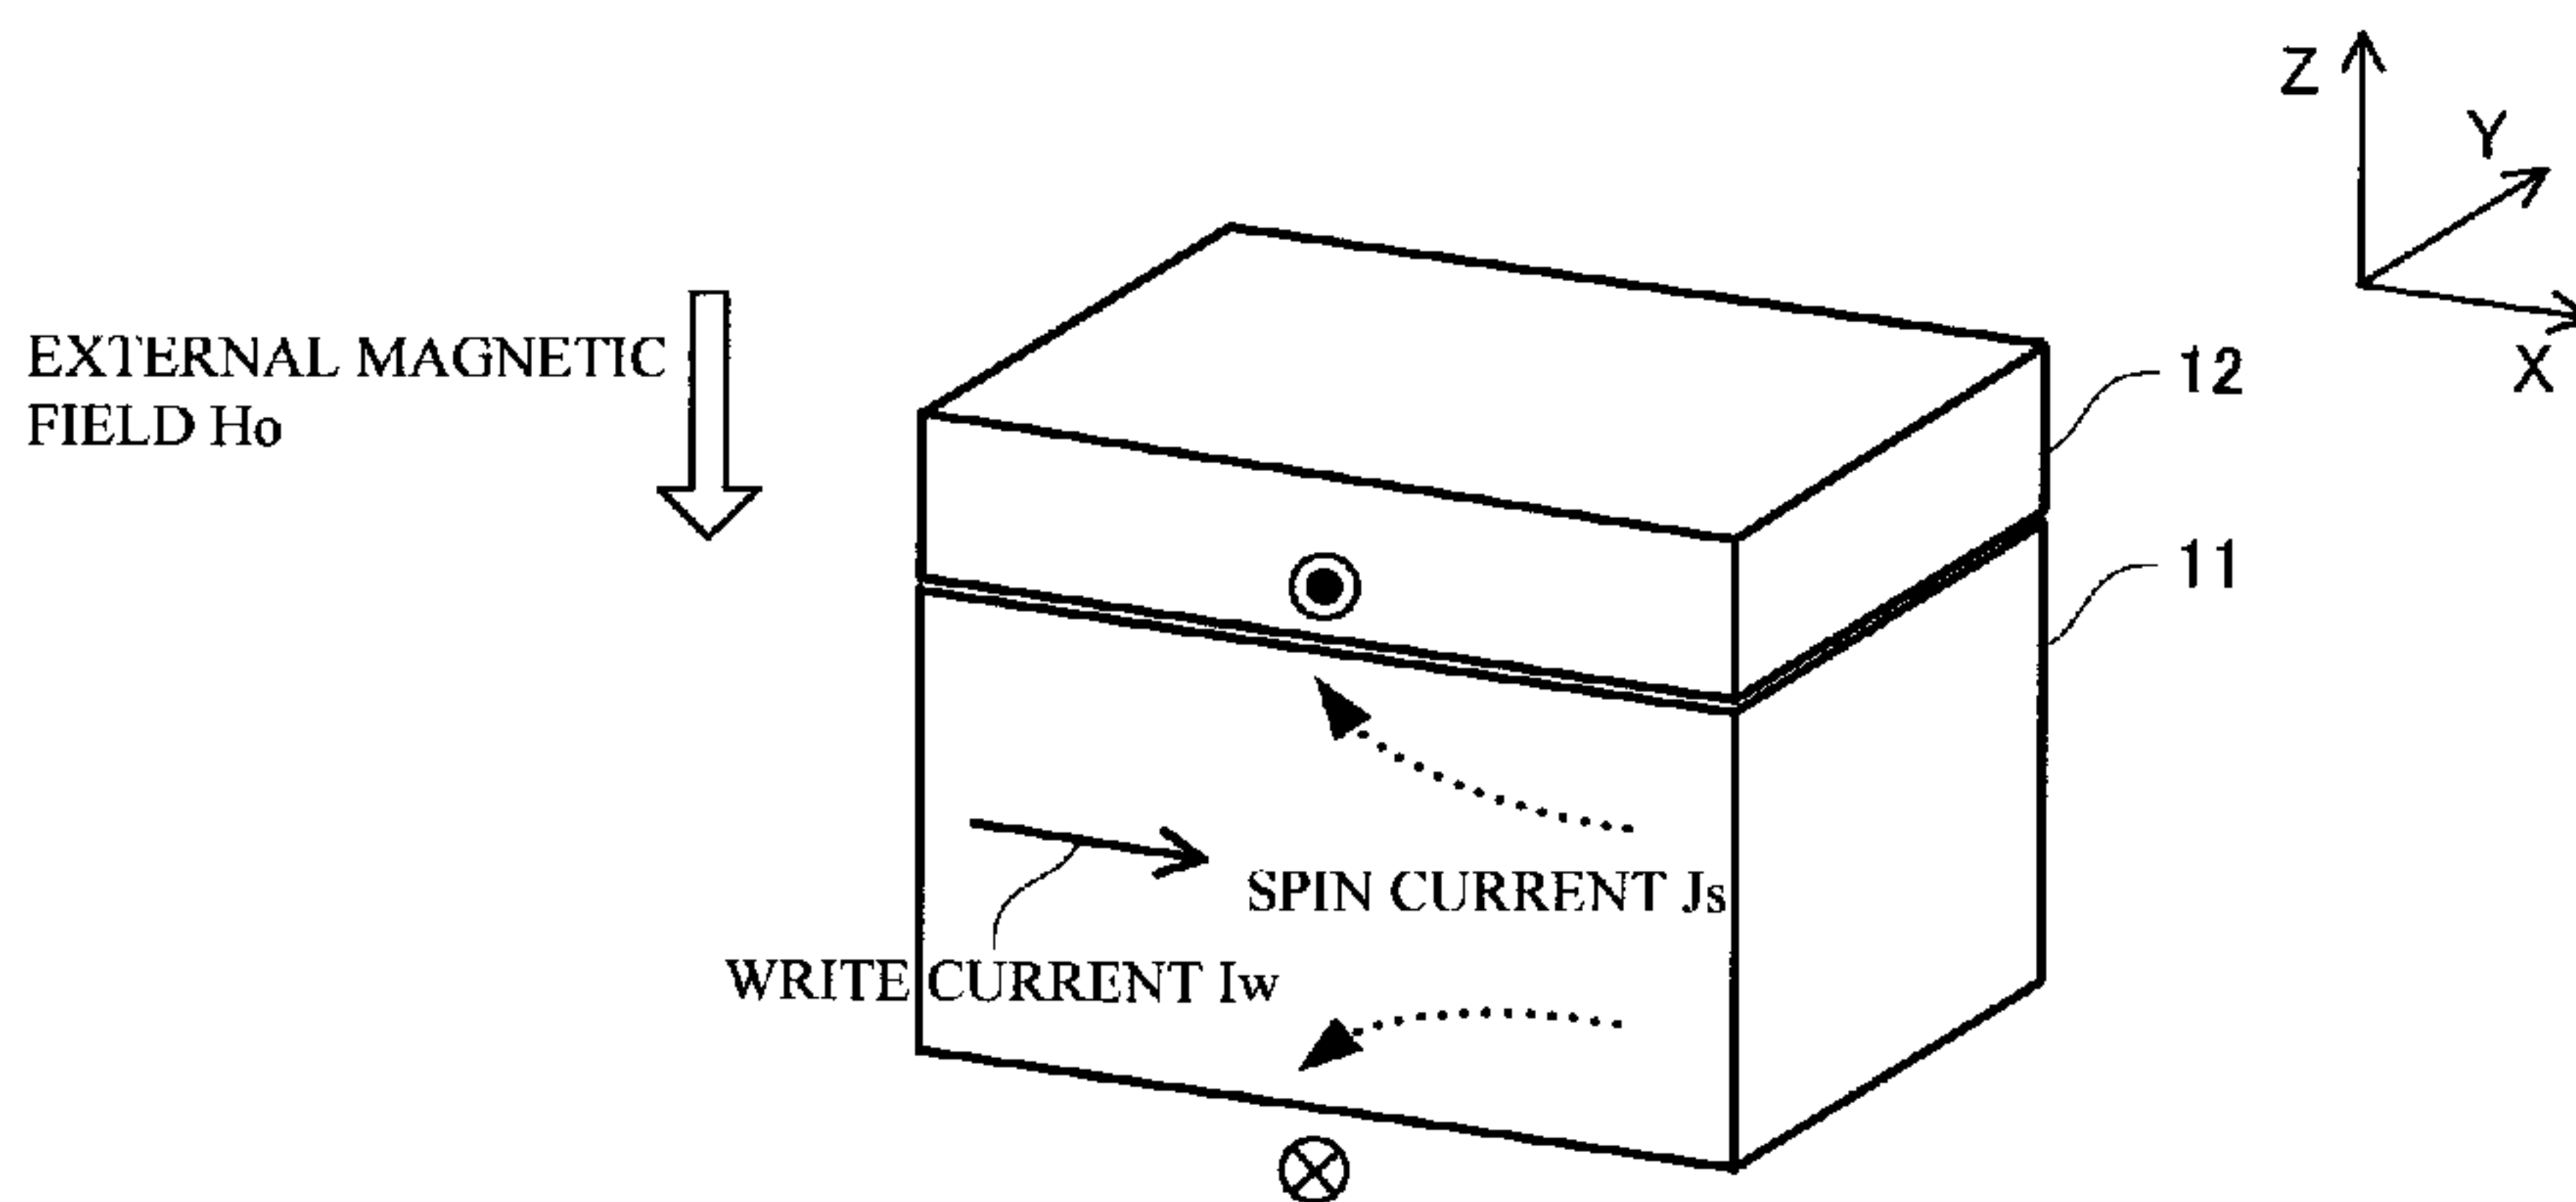 Z
Y
X
EXTERNAL MAGNETIC
FIELD Ho
12
11
SPIN CURRENT Js
WRITE CURRENT Iw